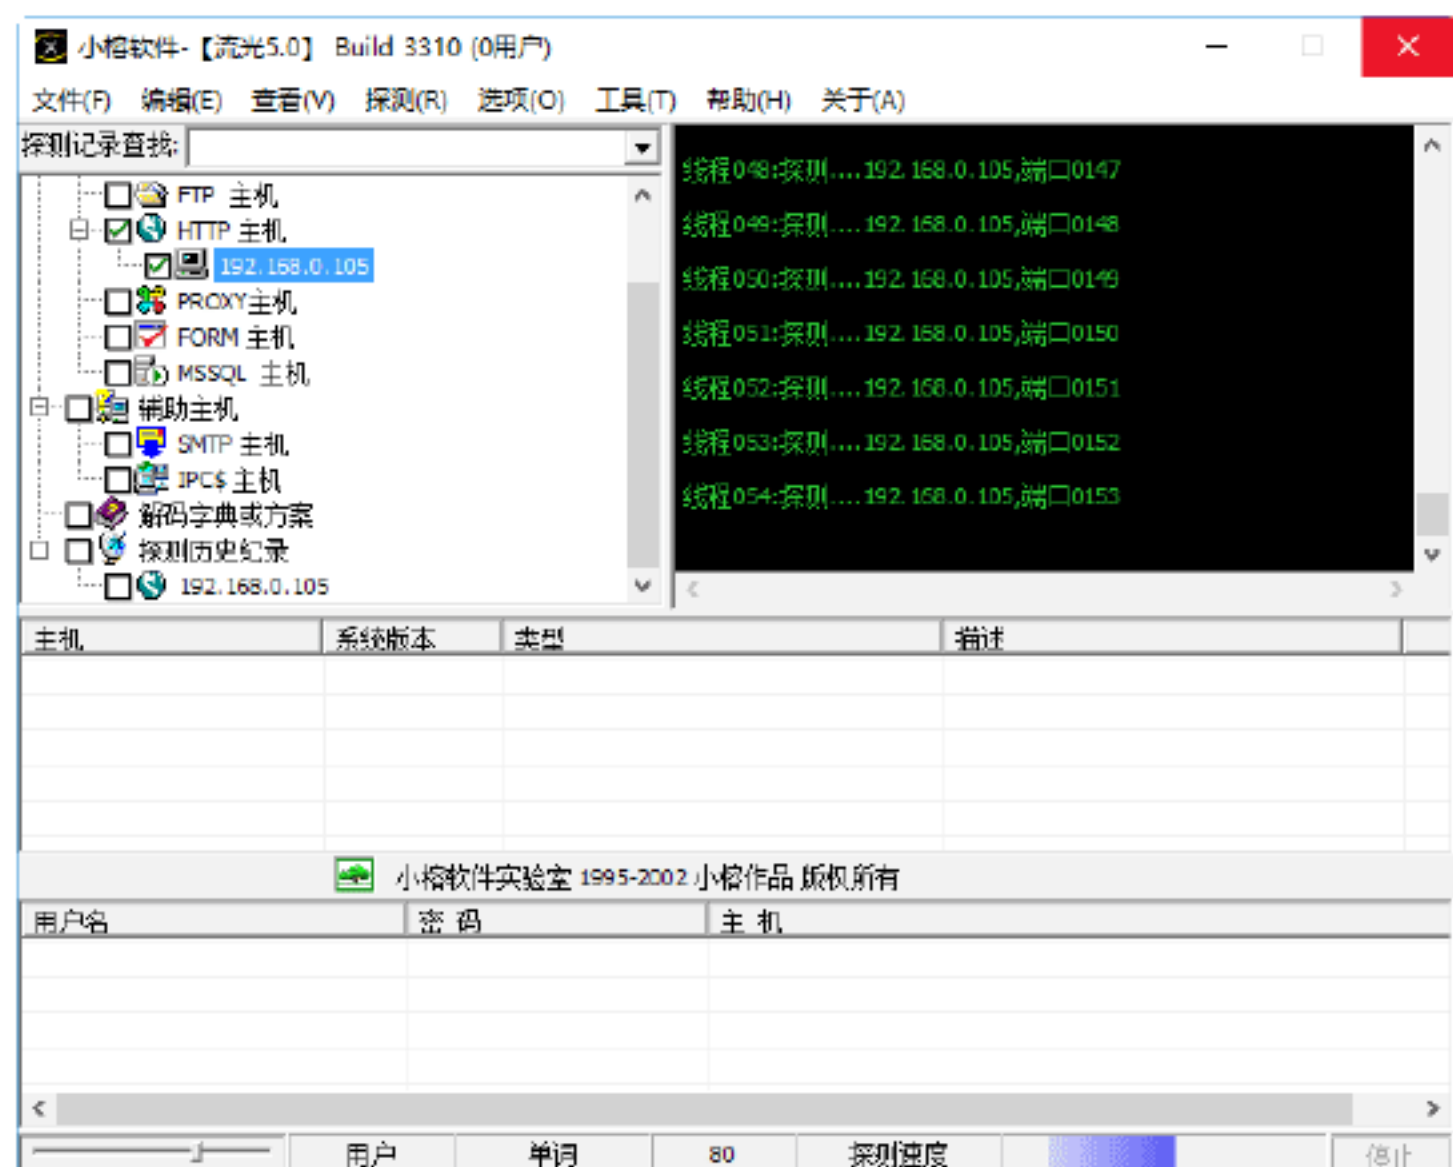 小榕软件-【流光5.0】 Build 3310 (0用户)
文件(F) 编辑(E) 查看(V) 探测(R) 选项(O) 工具(T) 帮助(H) 关于(A)
探测记录查找:
FTP 主机
HTTP 主机
192.168.0.105
PROXY主机
FORM 主机
MSSQL 主机
辅助主机
SMTP 主机
IPC$ 主机
解码字典或方案
探测历史纪录
192.168.0.105
线程048:探测....192.168.0.105,端口0147
线程049:探测....192.168.0.105,端口0148
线程050:探测....192.168.0.105,端口0149
线程051:探测....192.168.0.105,端口0150
线程052:探测....192.168.0.105,端口0151
线程053:探测....192.168.0.105,端口0152
线程054:探测....192.168.0.105,端口0153
主机 系统版本 类型 描述
小榕软件实验室 1995-2002 小榕作品 版权所有
用户名 密 码 主 机
用户 单词 80 探测速度 停止